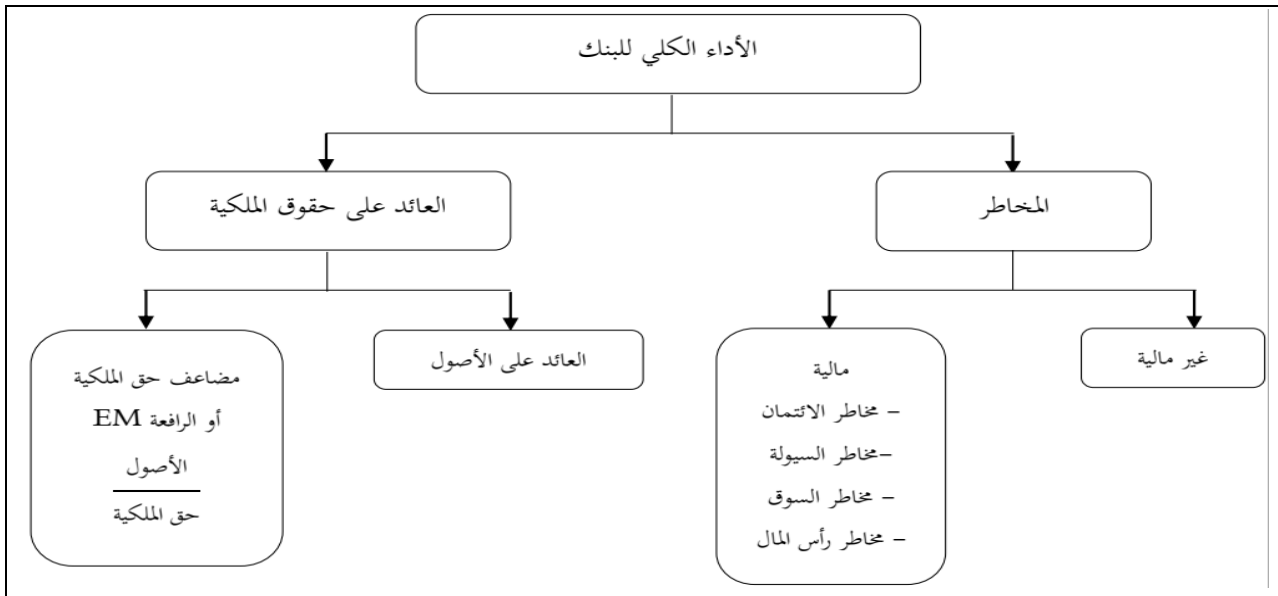 الأداء الكلي للبنك
المخاطر
العائد على حقوق الملكية
غير مالية
مالية
– مخاطر الائتمان
–مخاطر السيولة
– مخاطر السوق
– مخاطر رأس المال
العائد على الأصول
مضاعف حق الملكية
أو الرافعة EM
الأصول
حق الملكية